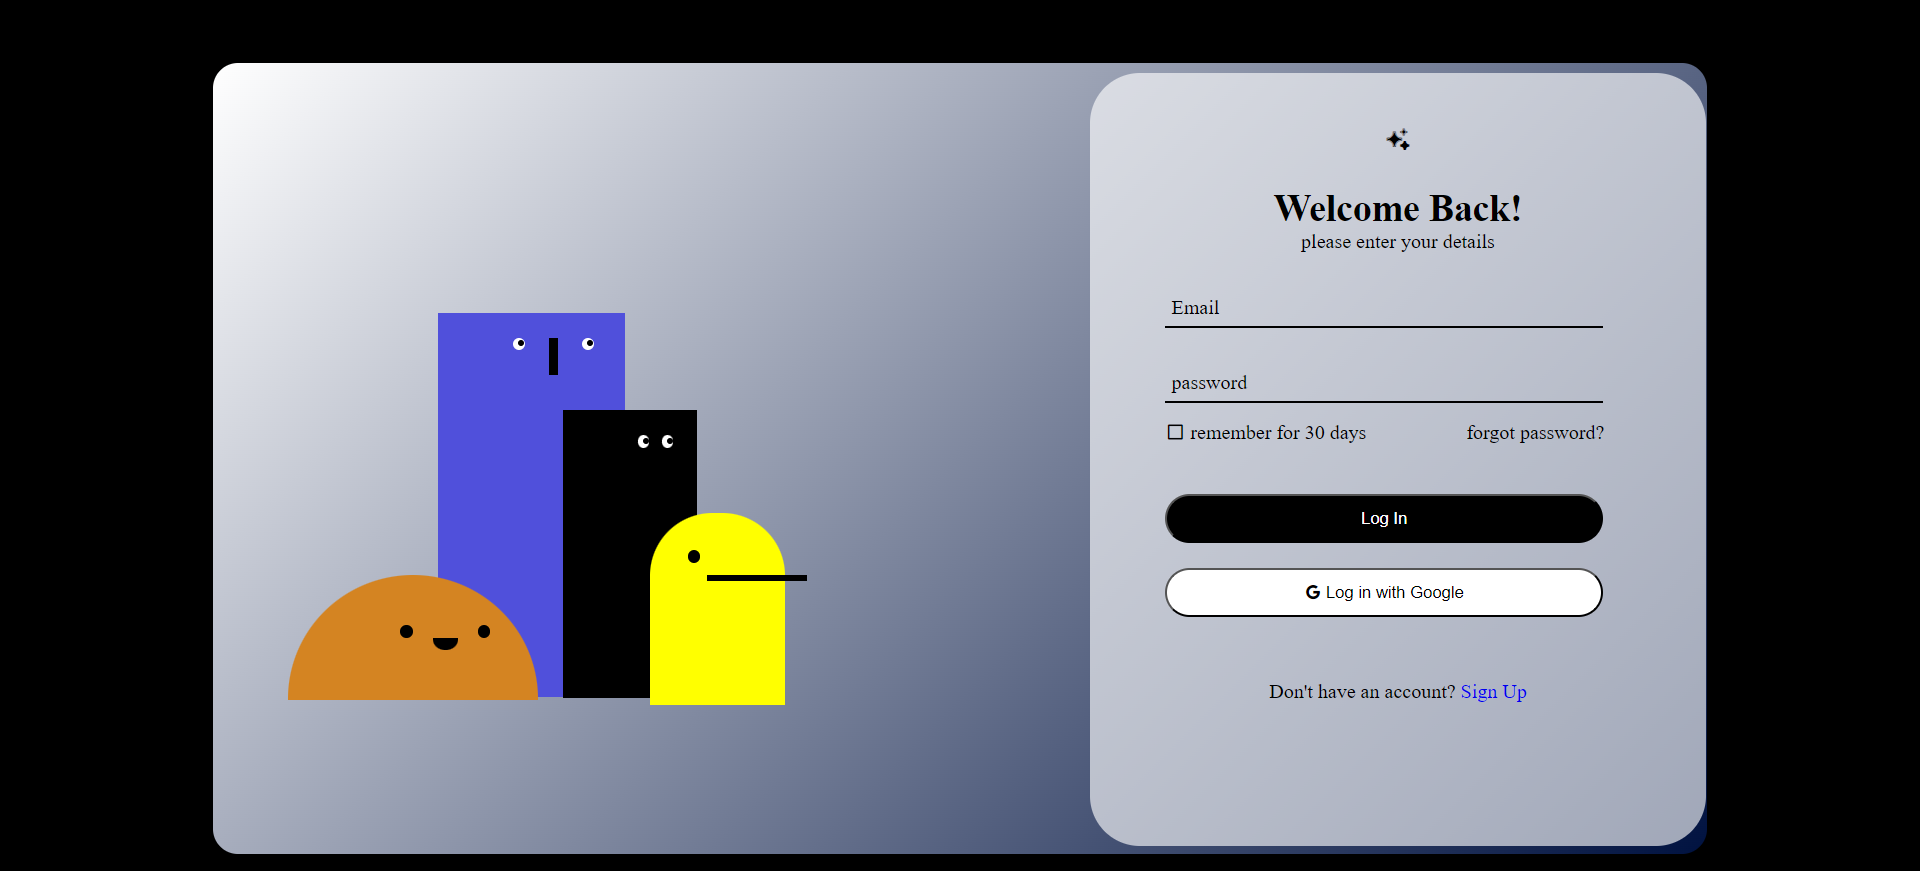 Welcome Back!
please enter your details
Email
password
remember for 30 days forgot password?
Log In
G Log in with Google
Don't have an account? Sign Up